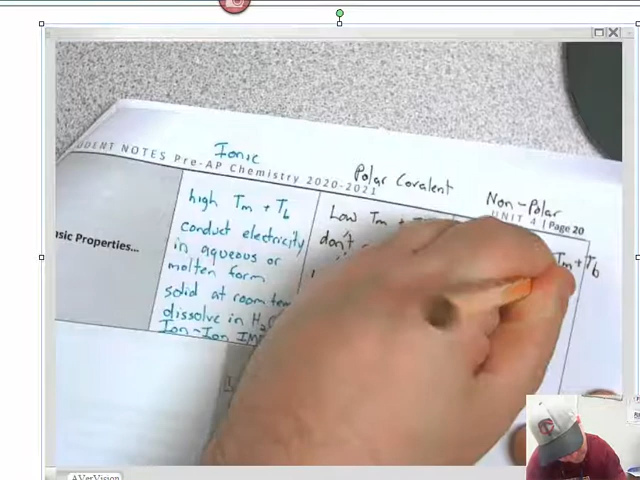 Ionic
Polar Covalent
Non-Polar
UDENT NOTES Pre-AP Chemistry 2020-2021
UNIT 4 | Page 20
asic Properties...
high Tm + Tb
conduct electricity
in aqueous or
molten form
solid at room tem
dissolve in H₂
Ion-Ion IM
Low Tm +
don't
Tm + Tb
AVerVision